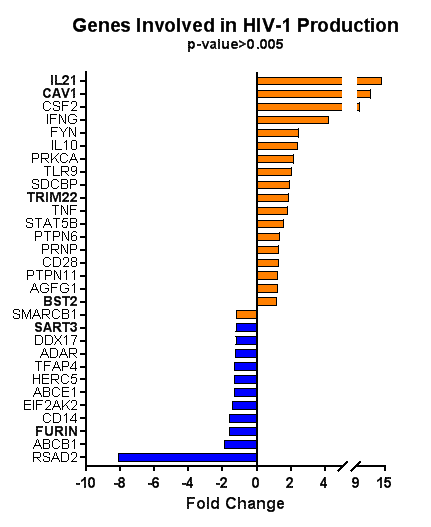 Genes Involved in HIV-1 Production
p-value>0.005
IL21
CAV1
CSF2
IFNG
FYN
IL10
PRKCA
TLR9
SDCBP
TRIM22
TNF
STAT5B
PTPN6
PRNP
CD28
PTPN11
AGFG1
BST2
SMARCB1
SART3
DDX17
ADAR
TFAP4
HERC5
ABCE1
EIF2AK2
CD14
FURIN
ABCB1
RSAD2
-10 -8 -6 -4 -2 0 2 4 9 15
Fold Change